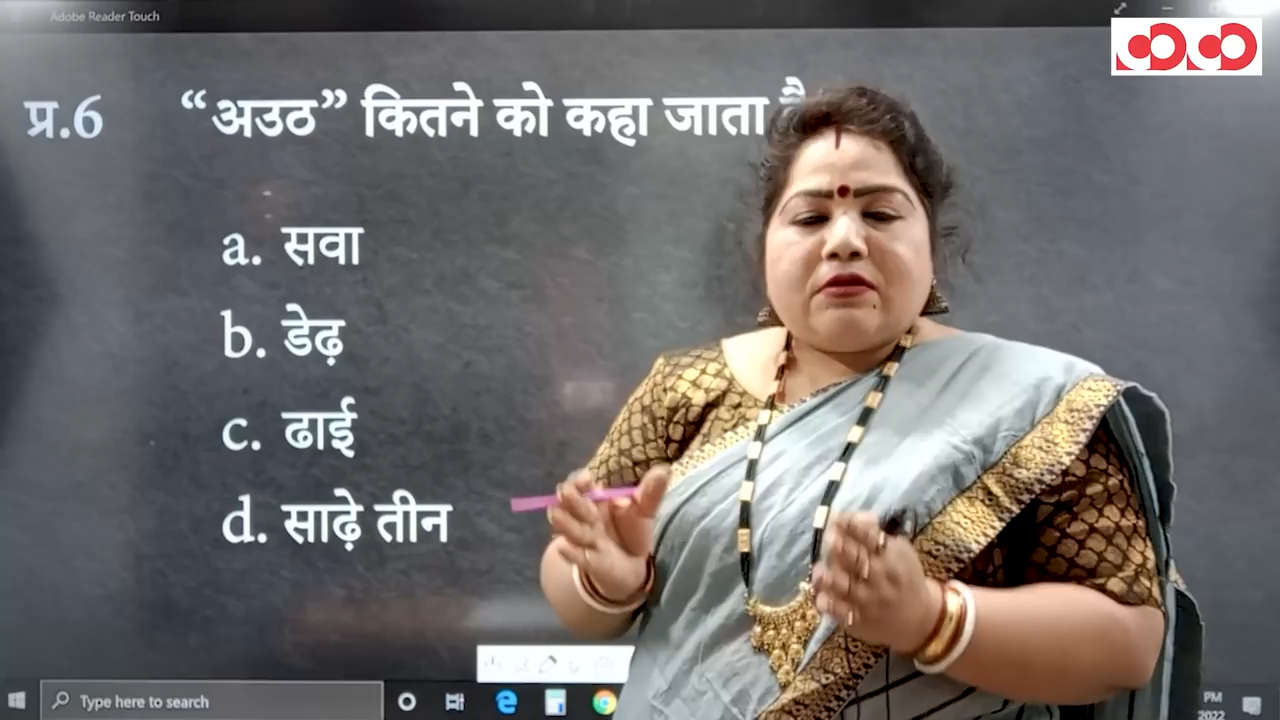 Adobe Reader Touch
प्र.6 “अउठ” कितने को कहा जाता है
a. सवा
b. डेढ़
c. ढाई
d. साढ़े तीन
Type here to search
PM
2022